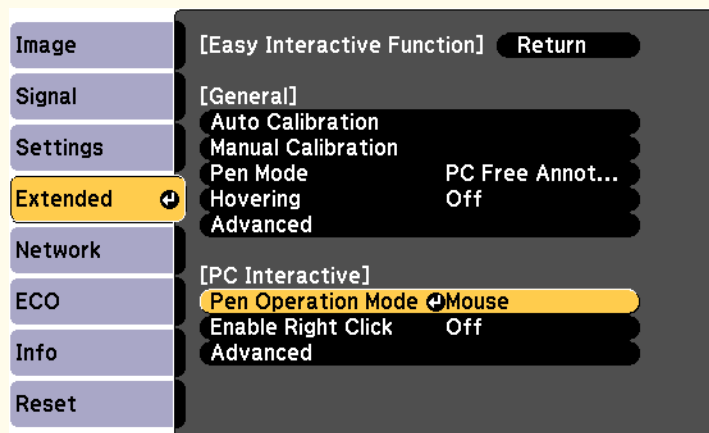 Image
Signal
Settings
Extended
Network
ECO
Info
Reset
[Easy Interactive Function] Return
[General]
Auto Calibration
Manual Calibration
Pen Mode PC Free Annot...
Hovering Off
Advanced
[PC Interactive]
Pen Operation Mode Mouse
Enable Right Click Off
Advanced